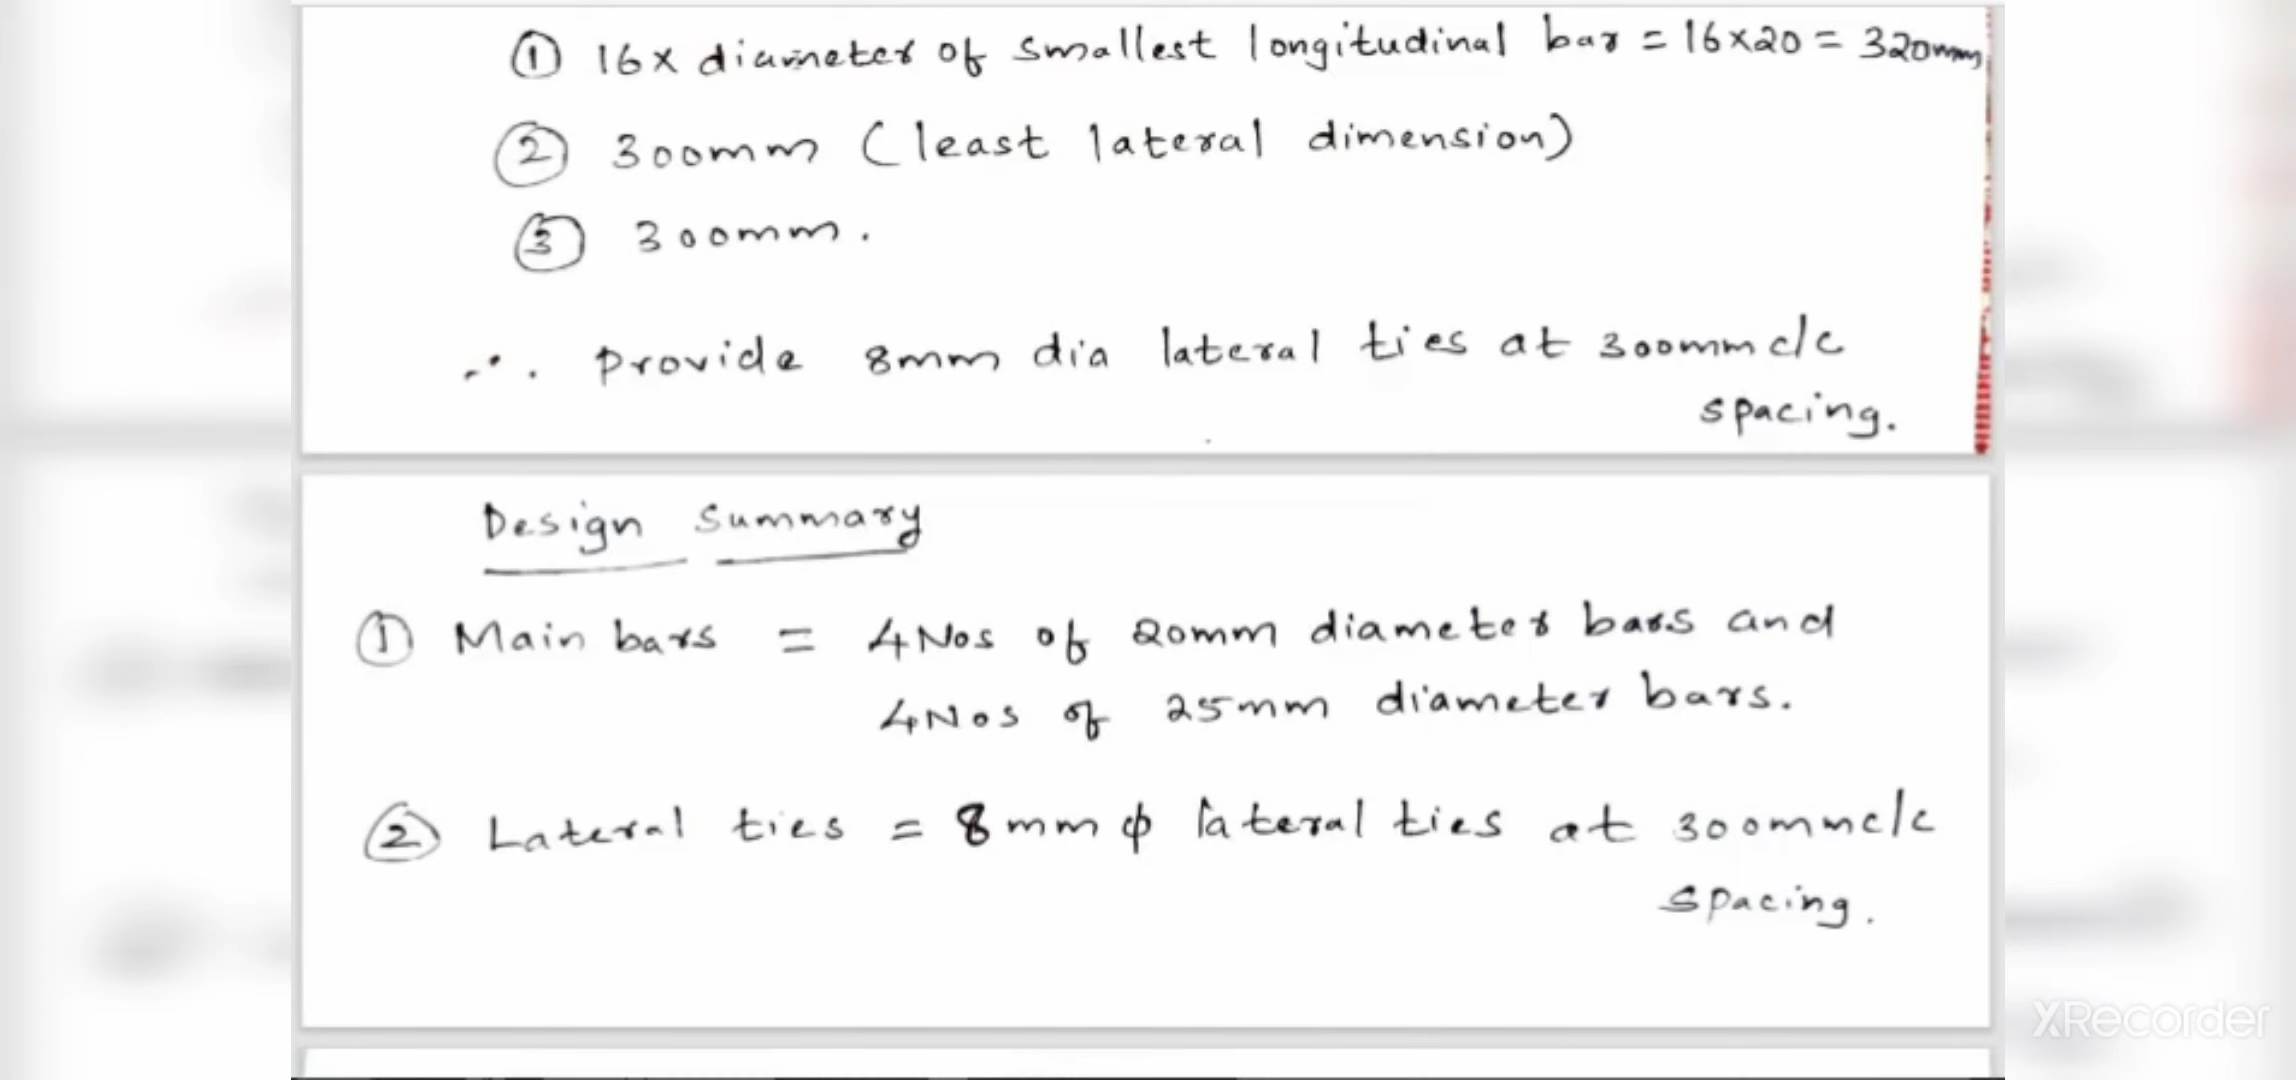 ① 16x diameter of smallest longitudinal bar = 16x20 = 320mm
② 300mm (least lateral dimension)
③ 300mm.
∴ Provide 8mm dia lateral ties at 300mm c/c
spacing.
Design Summary
① Main bars = 4Nos of 20mm diameter bars and
4Nos of 25mm diameter bars.
② Lateral ties = 8mm ϕ lateral ties at 300mmc/c
spacing.
XRecorder